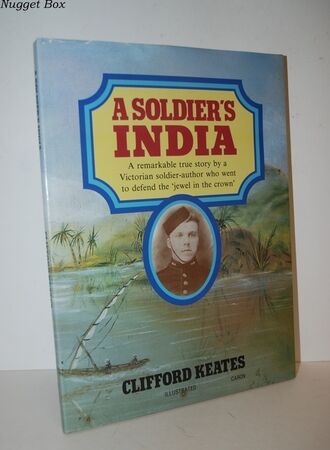 Nugget Box
A SOLDIER'S
INDIA
A remarkable true story by a
Victorian soldier-author who went
to defend the 'jewel in the crown'
CLIFFORD KEATES
ILLUSTRATED CARON